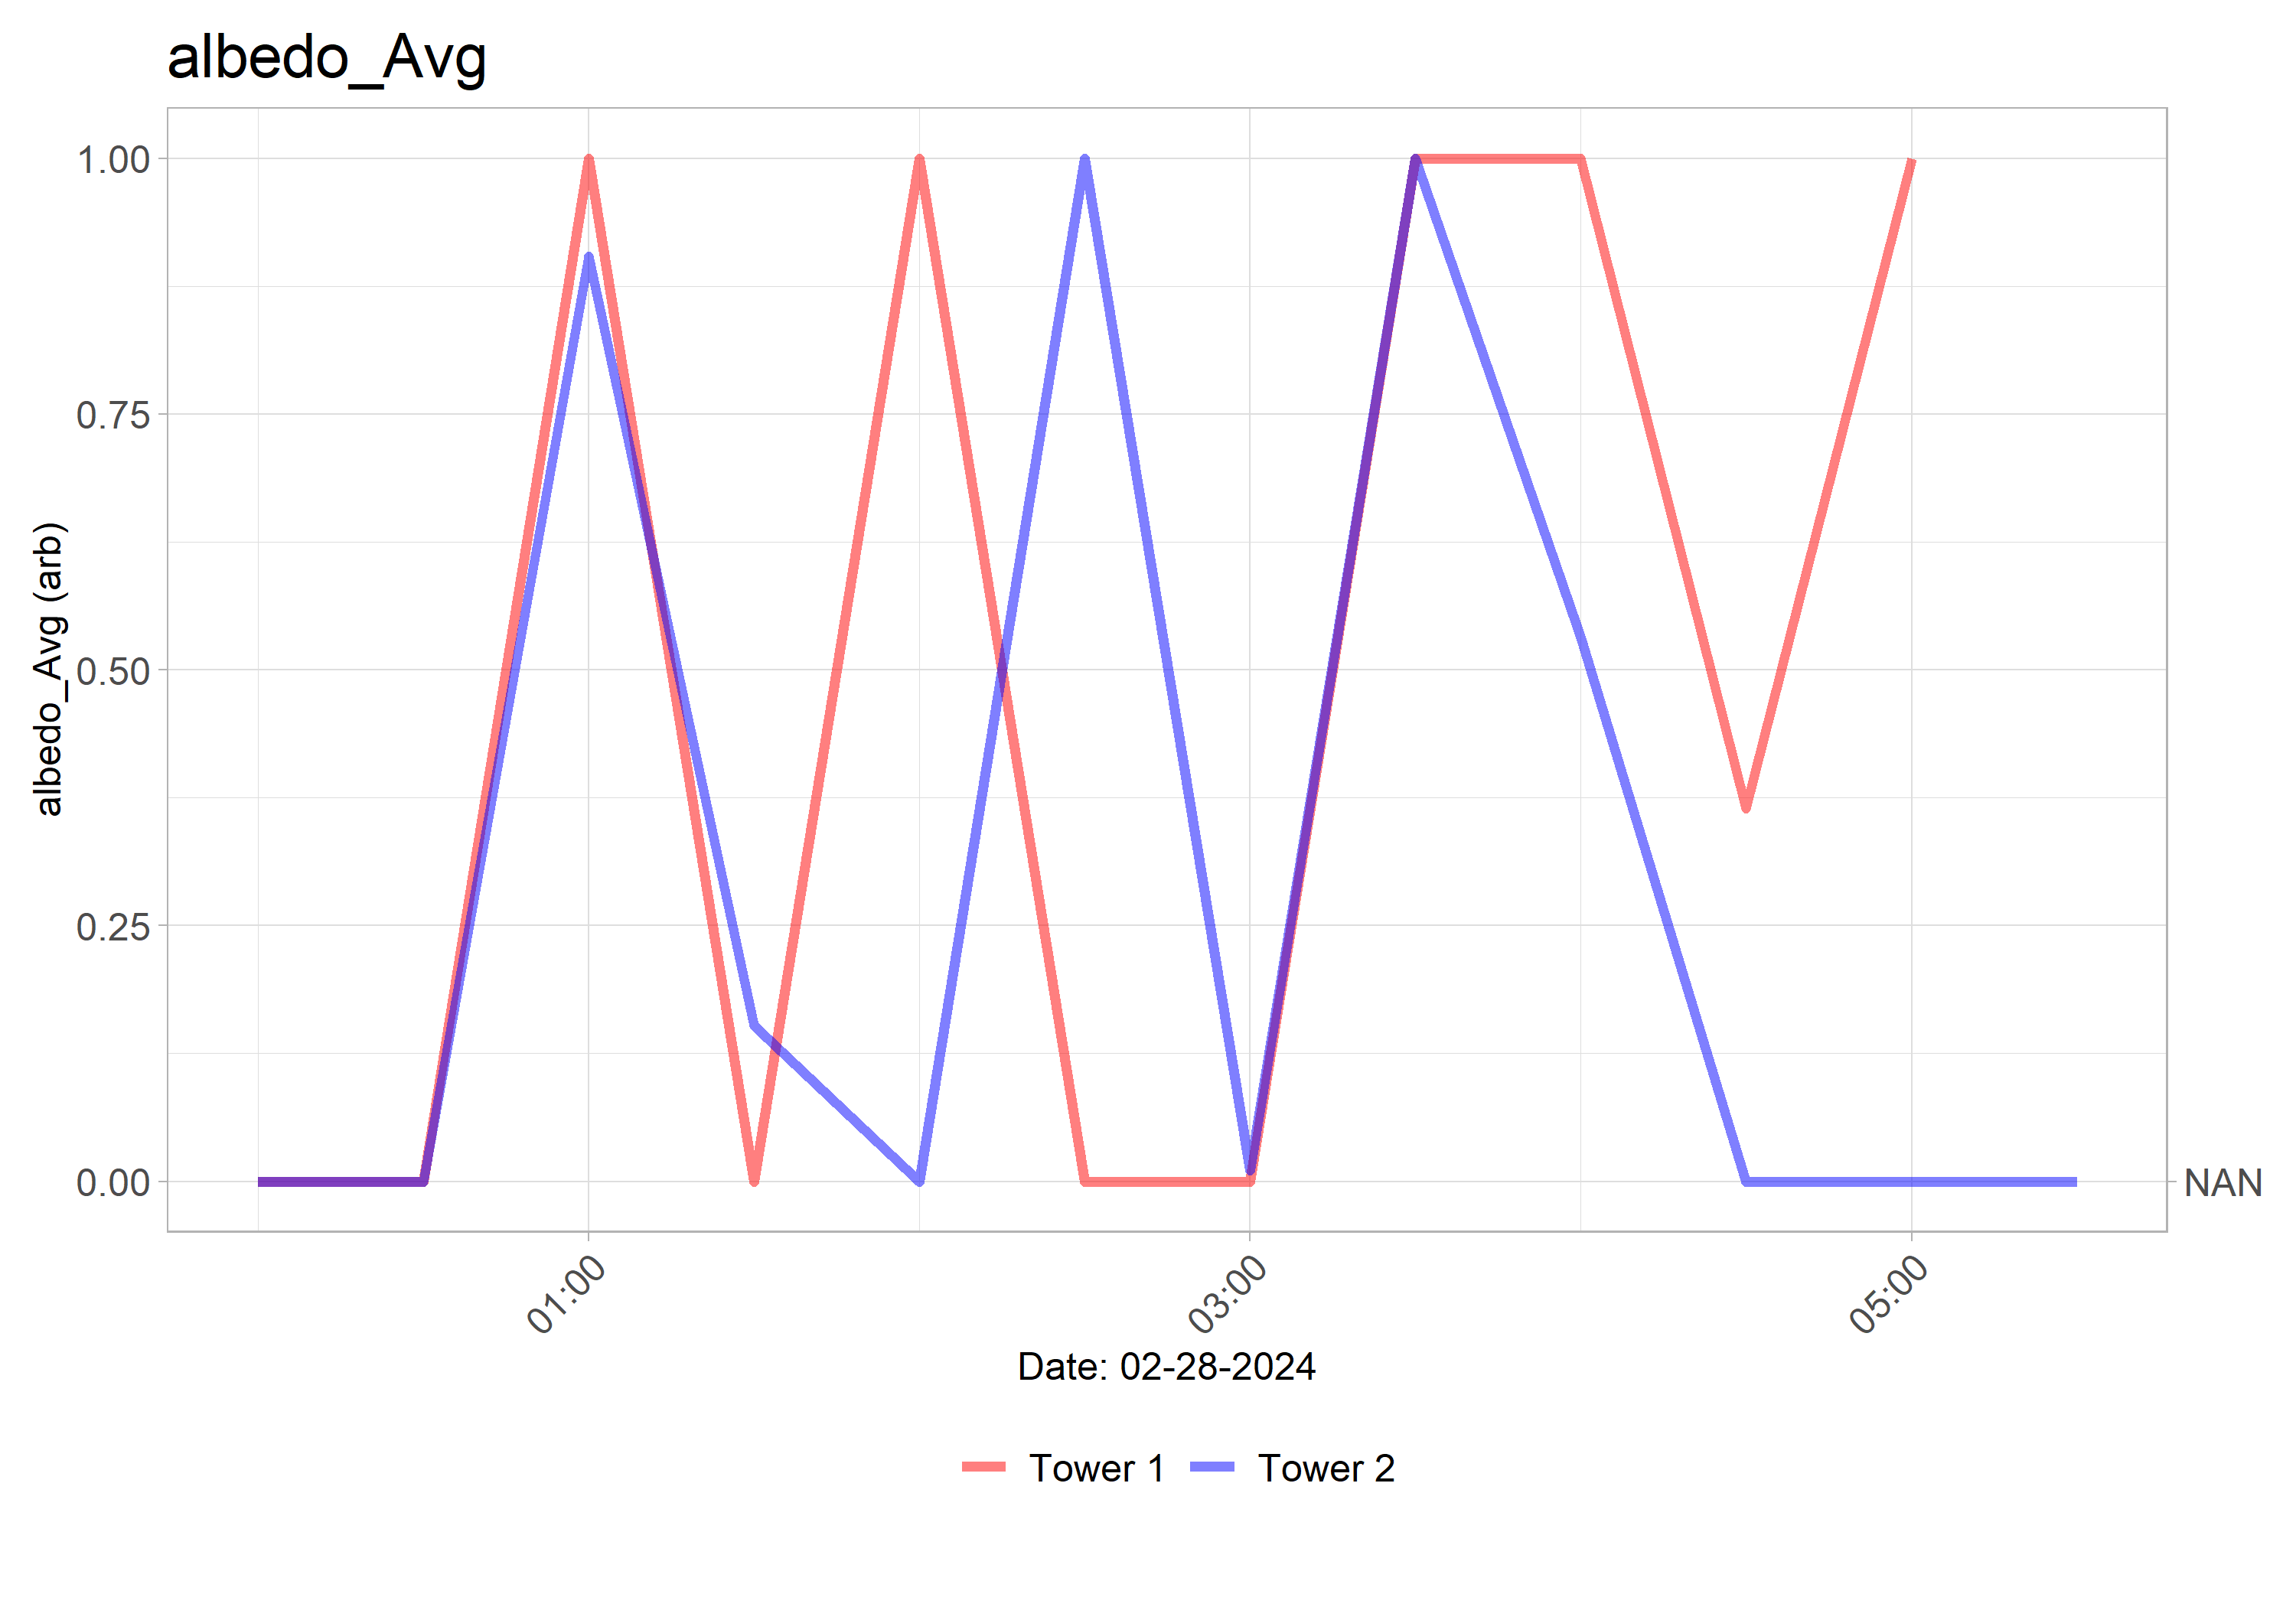 albedo_Avg
albedo_Avg (arb)
1.00
0.75
0.50
0.25
0.00
NAN
01:00
03:00
05:00
Date: 02-28-2024
Tower 1
Tower 2